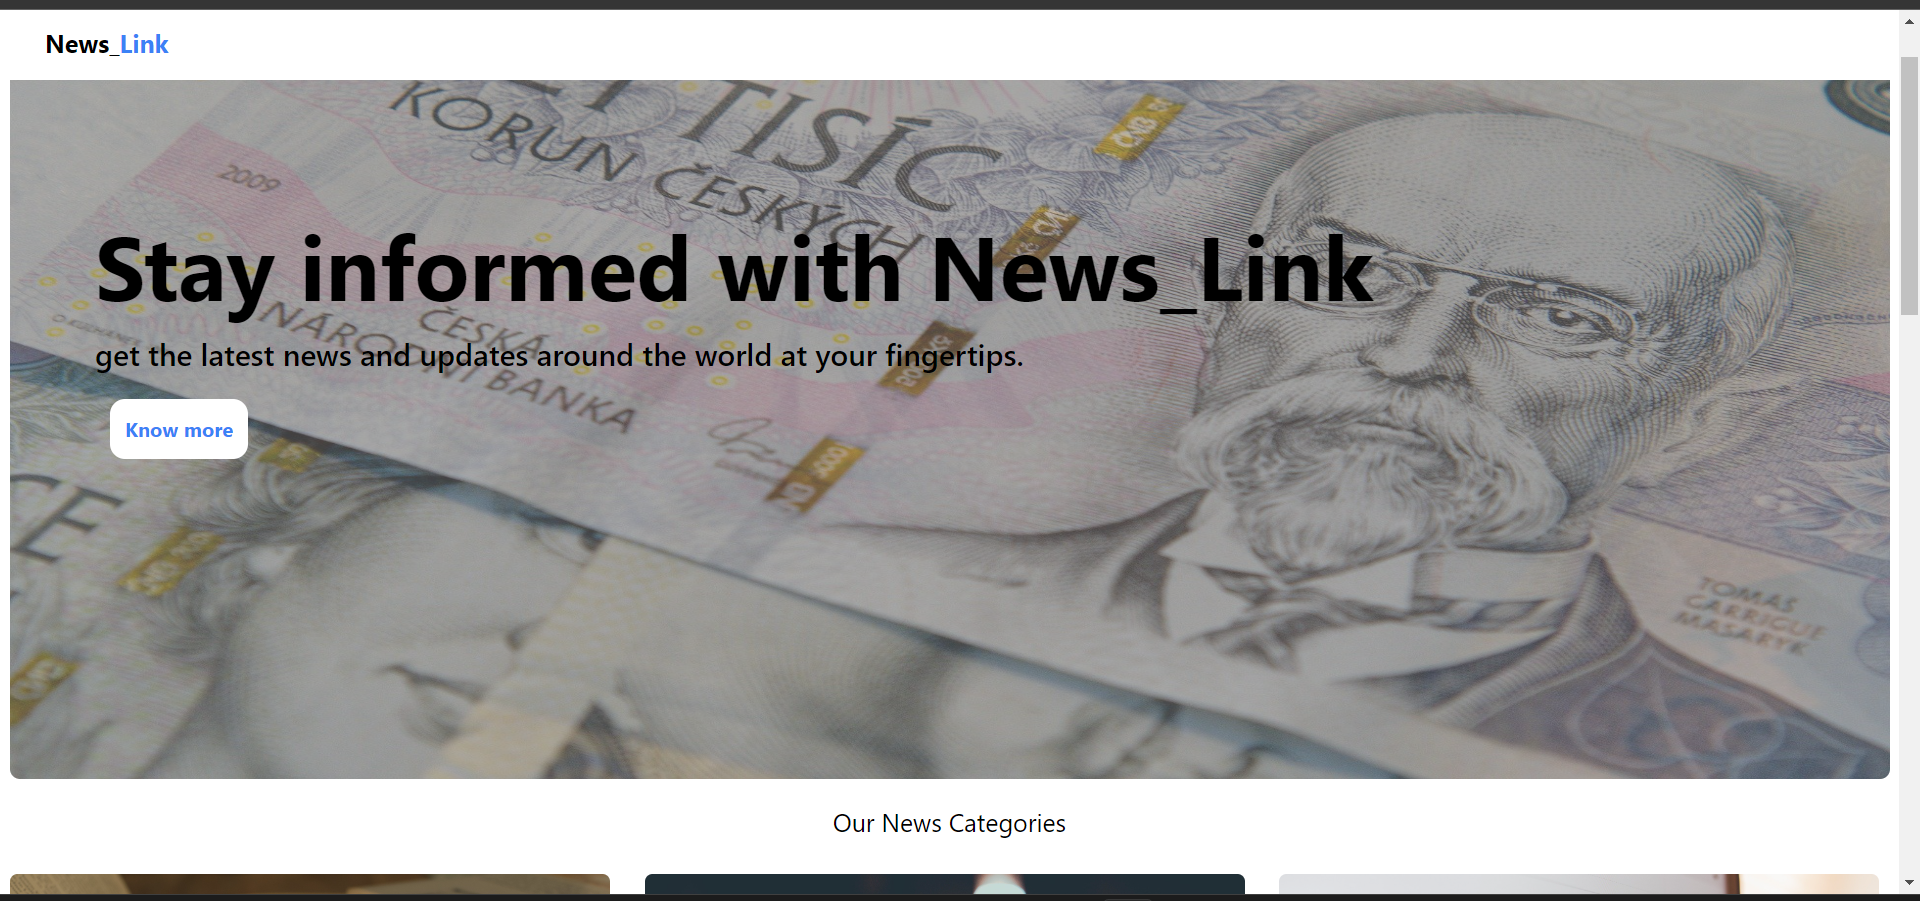 News_Link
TISÍC
KORUN ČESKÝCH
2009
Stay informed with News_Link
ČESKÁ
NÁRODNÍ BANKA
get the latest news and updates around the world at your fingertips.
Know more
TOMÁŠ
GARRIGUE
MASARYK
Our News Categories